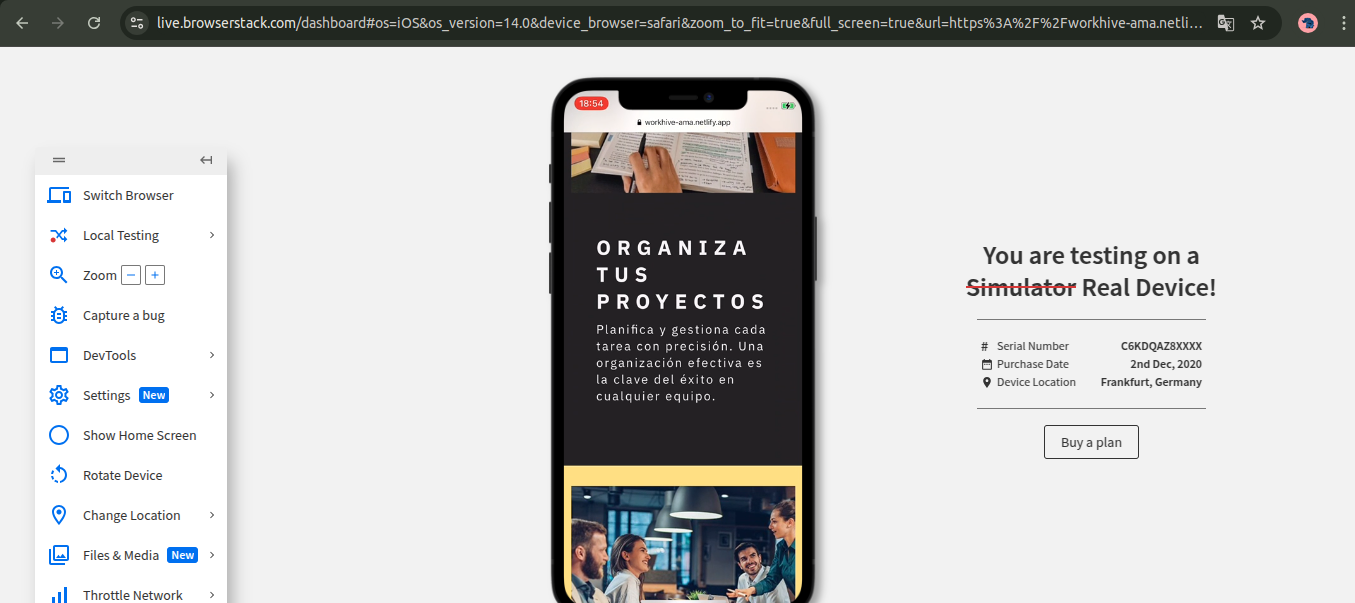 live.browserstack.com/dashboard#os=iOS&os_version=14.0&device_browser=safari&zoom_to_fit=true&full_screen=true&url=https%3A%2F%2Fworkhive-ama.netli...
Switch Browser
Local Testing
Zoom − +
Capture a bug
DevTools
Settings New
Show Home Screen
Rotate Device
Change Location
Files & Media New
Throttle Network
18:54
workhive-ama.netlify.app
ORGANIZA
TUS
PROYECTOS
Planifica y gestiona cada
tarea con precisión. Una
organización efectiva es
la clave del éxito en
cualquier equipo.
You are testing on a
Simulator Real Device!
# Serial Number C6KDQAZ8XXXX
Purchase Date 2nd Dec, 2020
Device Location Frankfurt, Germany
Buy a plan